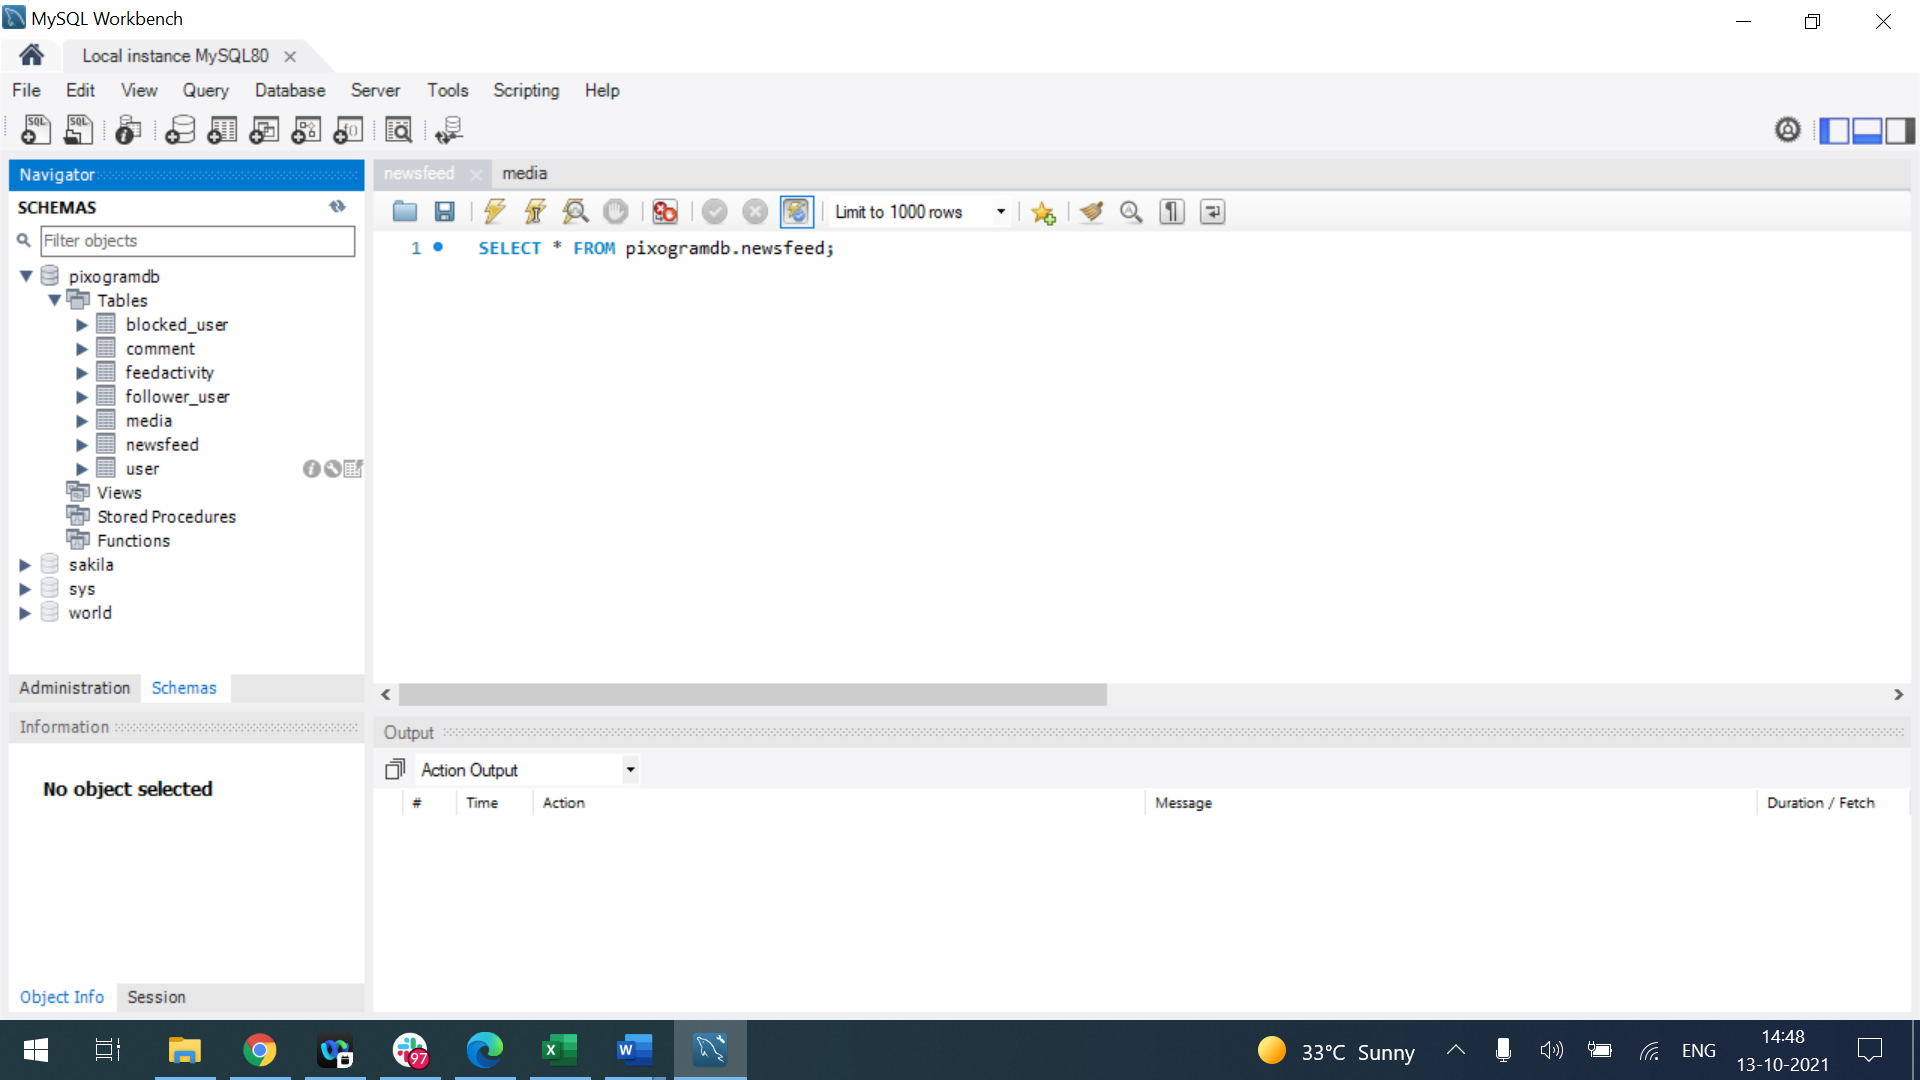 MySQL Workbench
Local instance MySQL80
File Edit View Query Database Server Tools Scripting Help
SQL SQL
Navigator
SCHEMAS
Filter objects
pixogramdb
Tables
blocked_user
comment
feedactivity
follower_user
media
newsfeed
user
Views
Stored Procedures
Functions
sakila
sys
world
Administration Schemas
Information
No object selected
Object Info Session
newsfeed media
Limit to 1000 rows
1 SELECT * FROM pixogramdb.newsfeed;
Output
Action Output
# Time Action Message Duration / Fetch
97
33°C Sunny
ENG
14:48
13-10-2021